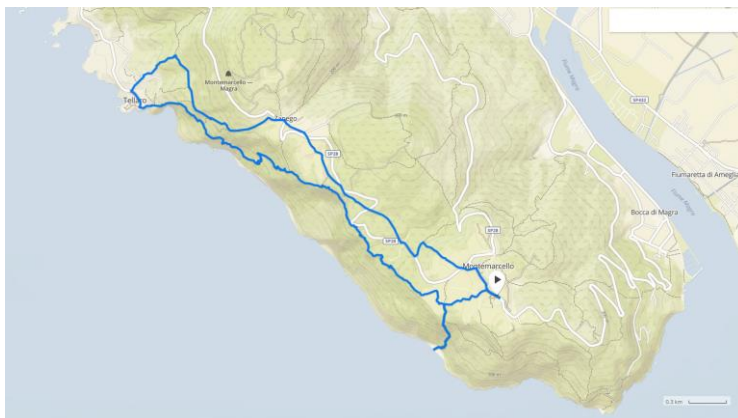 Montemarcello —
Magra
Tellaro
Zanego
SP28
SP28
SP28
Montemarcello
Fiume Magra
Fiume Magra
SP432
Fiumaretta di Ameglia
Bocca di Magra
0.3 km